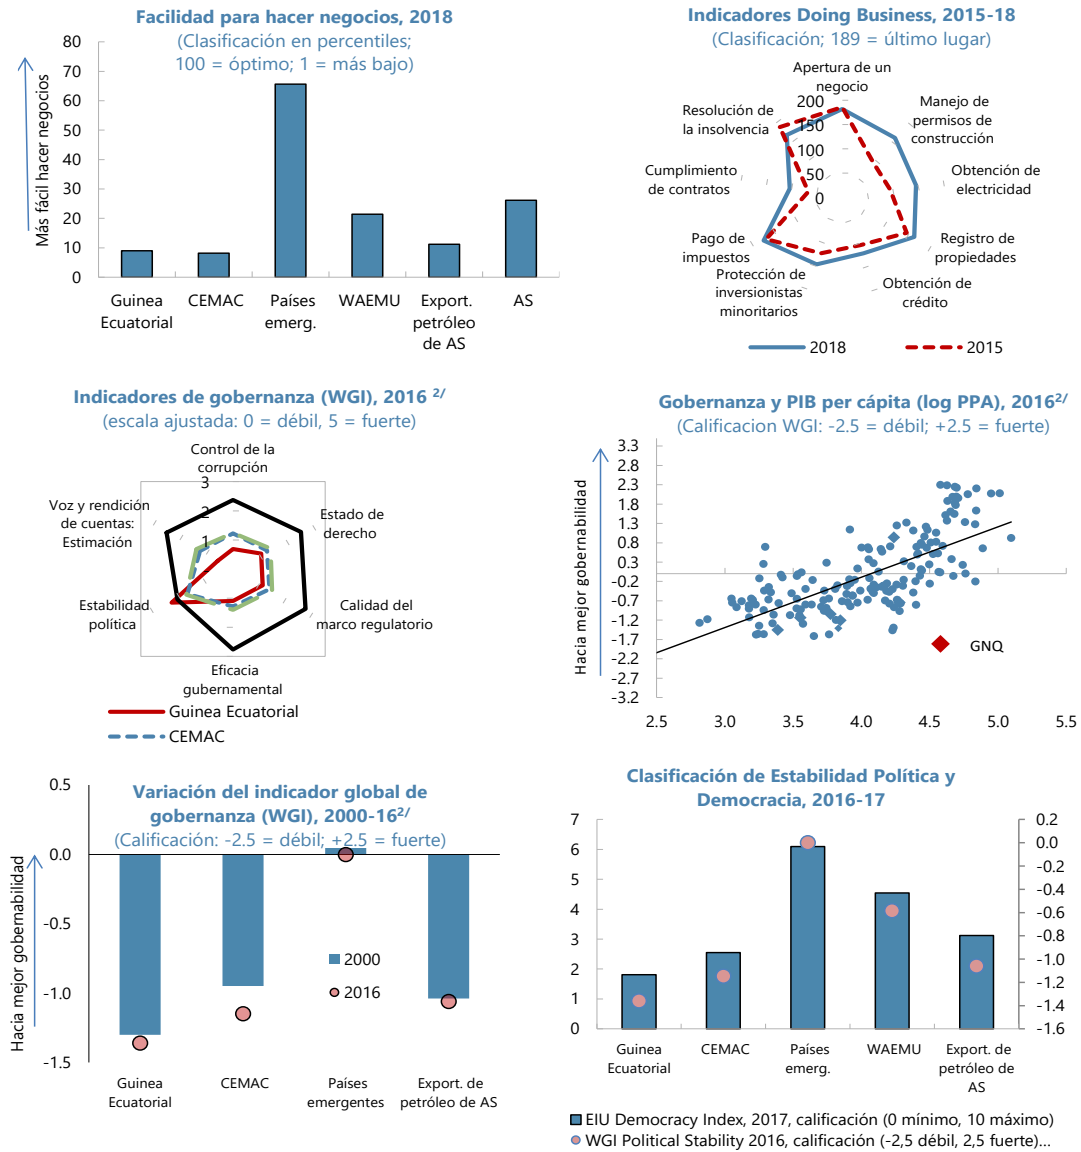 Facilidad para hacer negocios, 2018
(Clasificación en percentiles;
100 = óptimo; 1 = más bajo)
80
70
60
50
40
30
20
10
0
Más fácil hacer negocios
Guinea
Ecuatorial
CEMAC
Países
emerg.
WAEMU
Export.
petróleo
de AS
AS
Indicadores Doing Business, 2015-18
(Clasificación; 189 = último lugar)
Apertura de un
negocio
Manejo de
permisos de
construcción
Obtención de
electricidad
Registro de
propiedades
Obtención de
crédito
Protección de
inversionistas
minoritarios
Pago de
impuestos
Cumplimiento
de contratos
Resolución de
la insolvencia
200
150
100
50
0
2018
2015
Indicadores de gobernanza (WGI), 2016 2/
(escala ajustada: 0 = débil, 5 = fuerte)
Control de la
corrupción
Estado de
derecho
Calidad del
marco regulatorio
Eficacia
gubernamental
Estabilidad
política
Voz y rendición
de cuentas:
Estimación
3
2
1
Guinea Ecuatorial
CEMAC
Gobernanza y PIB per cápita (log PPA), 2016 2/
(Calificacion WGI: -2.5 = débil; +2.5 = fuerte)
Hacia mejor gobernabilidad
3.3
2.8
2.3
1.8
1.3
0.8
0.3
-0.2
-0.7
-1.2
-1.7
-2.2
-2.7
-3.2
GNQ
2.5 3.0 3.5 4.0 4.5 5.0 5.5
Variación del indicador global de
gobernanza (WGI), 2000-16 2/
(Calificación: -2.5 = débil; +2.5 = fuerte)
Hacia mejor gobernabilidad
0.5
0.0
-0.5
-1.0
-1.5
2000
2016
Guinea
Ecuatorial
CEMAC
Países
emergentes
Export. de
petróleo de AS
Clasificación de Estabilidad Política y
Democracia, 2016-17
7
6
5
4
3
2
1
0
0.2
0.0
-0.2
-0.4
-0.6
-0.8
-1.0
-1.2
-1.4
-1.6
Guinea
Ecuatorial
CEMAC
Países
emerg.
WAEMU
Export. de
petróleo de
AS
EIU Democracy Index, 2017, calificación (0 mínimo, 10 máximo)
WGI Political Stability 2016, calificación (-2,5 débil, 2,5 fuerte)...